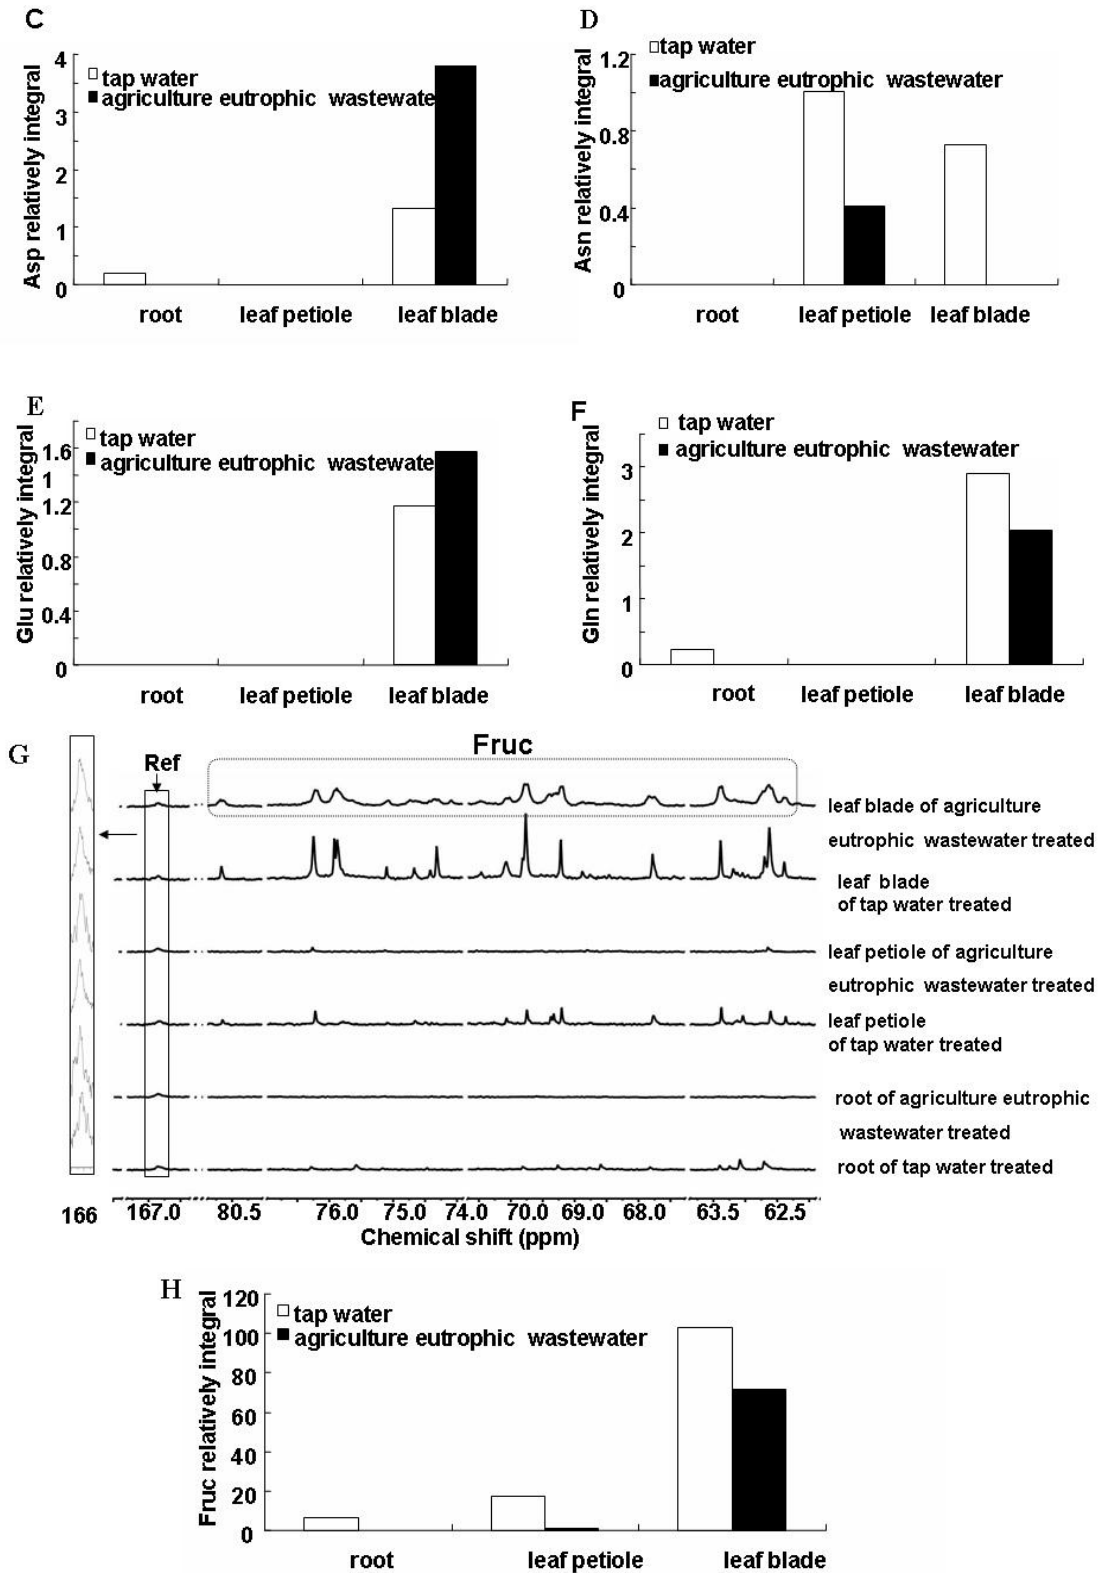 C
Asp relatively integral
4
3
2
1
0
tap water
agriculture eutrophic wastewate
root
leaf petiole
leaf blade
D
Asn relatively integral
1.2
0.8
0.4
0
tap water
agriculture eutrophic wastewater
root
leaf petiole
leaf blade
E
Glu relatively integral
1.6
1.2
0.8
0.4
0
tap water
agriculture eutrophic wastewate
root
leaf petiole
leaf blade
F
Gln relatively integral
3
2
1
0
tap water
agriculture eutrophic wastewater
root
leaf petiole
leaf blade
G
Ref
Fruc
leaf blade of agriculture
eutrophic wastewater treated
leaf blade
of tap water treated
leaf petiole of agriculture
eutrophic wastewater treated
leaf petiole
of tap water treated
root of agriculture eutrophic
wastewater treated
root of tap water treated
166 167.0 80.5 76.0 75.0 74.0 70.0 69.0 68.0 63.5 62.5
Chemical shift (ppm)
H
Fruc relatively integral
120
100
80
60
40
20
0
tap water
agriculture eutrophic wastewater
root
leaf petiole
leaf blade